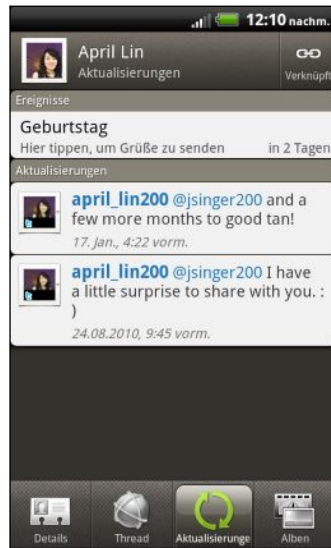 12:10 nachm.
April Lin
Aktualisierungen
Verknüpft
Ereignisse
Geburtstag
Hier tippen, um Grüße zu senden in 2 Tagen
Aktualisierungen
april_lin200 @jsinger200 and a
few more months to good tan!
17. Jan., 4:22 vorm.
april_lin200 @jsinger200 I have
a little surprise to share with you. :
)
24.08.2010, 9:45 vorm.
Details Thread Aktualisierunge Alben